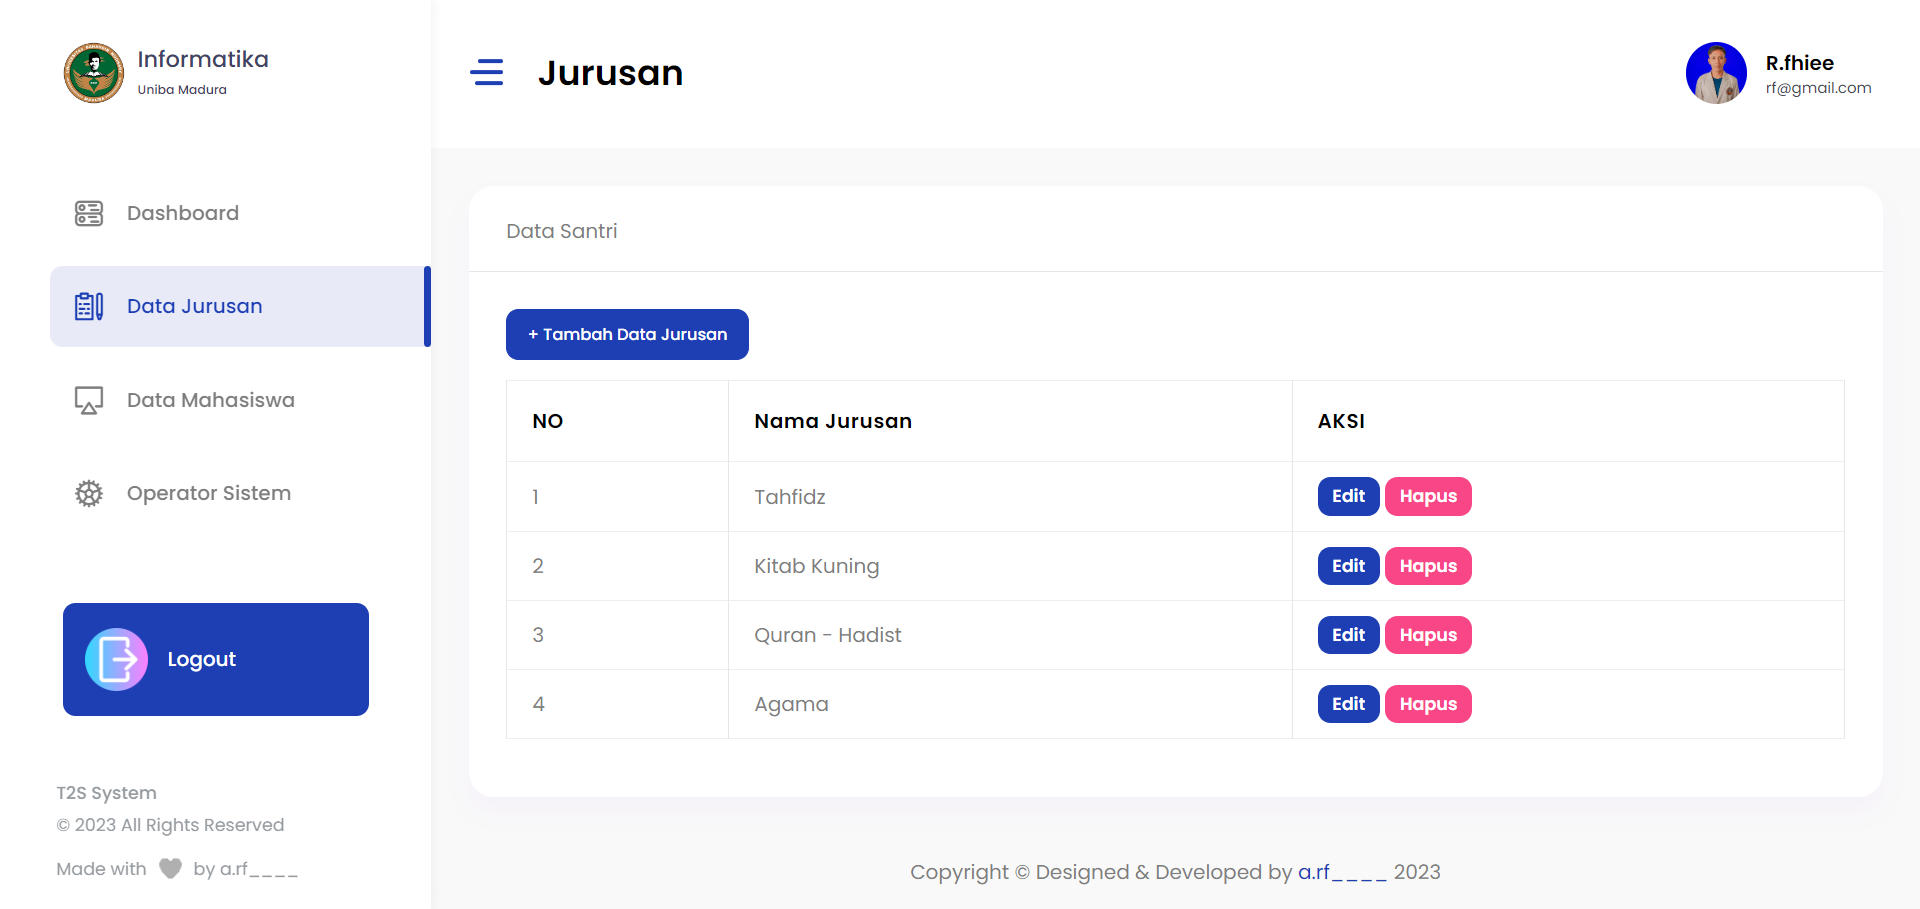 Informatika
Uniba Madura
Jurusan
R.fhiee
rf@gmail.com
Dashboard
Data Jurusan
Data Mahasiswa
Operator Sistem
Logout
T2S System
© 2023 All Rights Reserved
Made with by a.rf____
Data Santri
+ Tambah Data Jurusan
NO Nama Jurusan AKSI
1 Tahfidz Edit Hapus
2 Kitab Kuning Edit Hapus
3 Quran - Hadist Edit Hapus
4 Agama Edit Hapus
Copyright © Designed & Developed by a.rf____ 2023